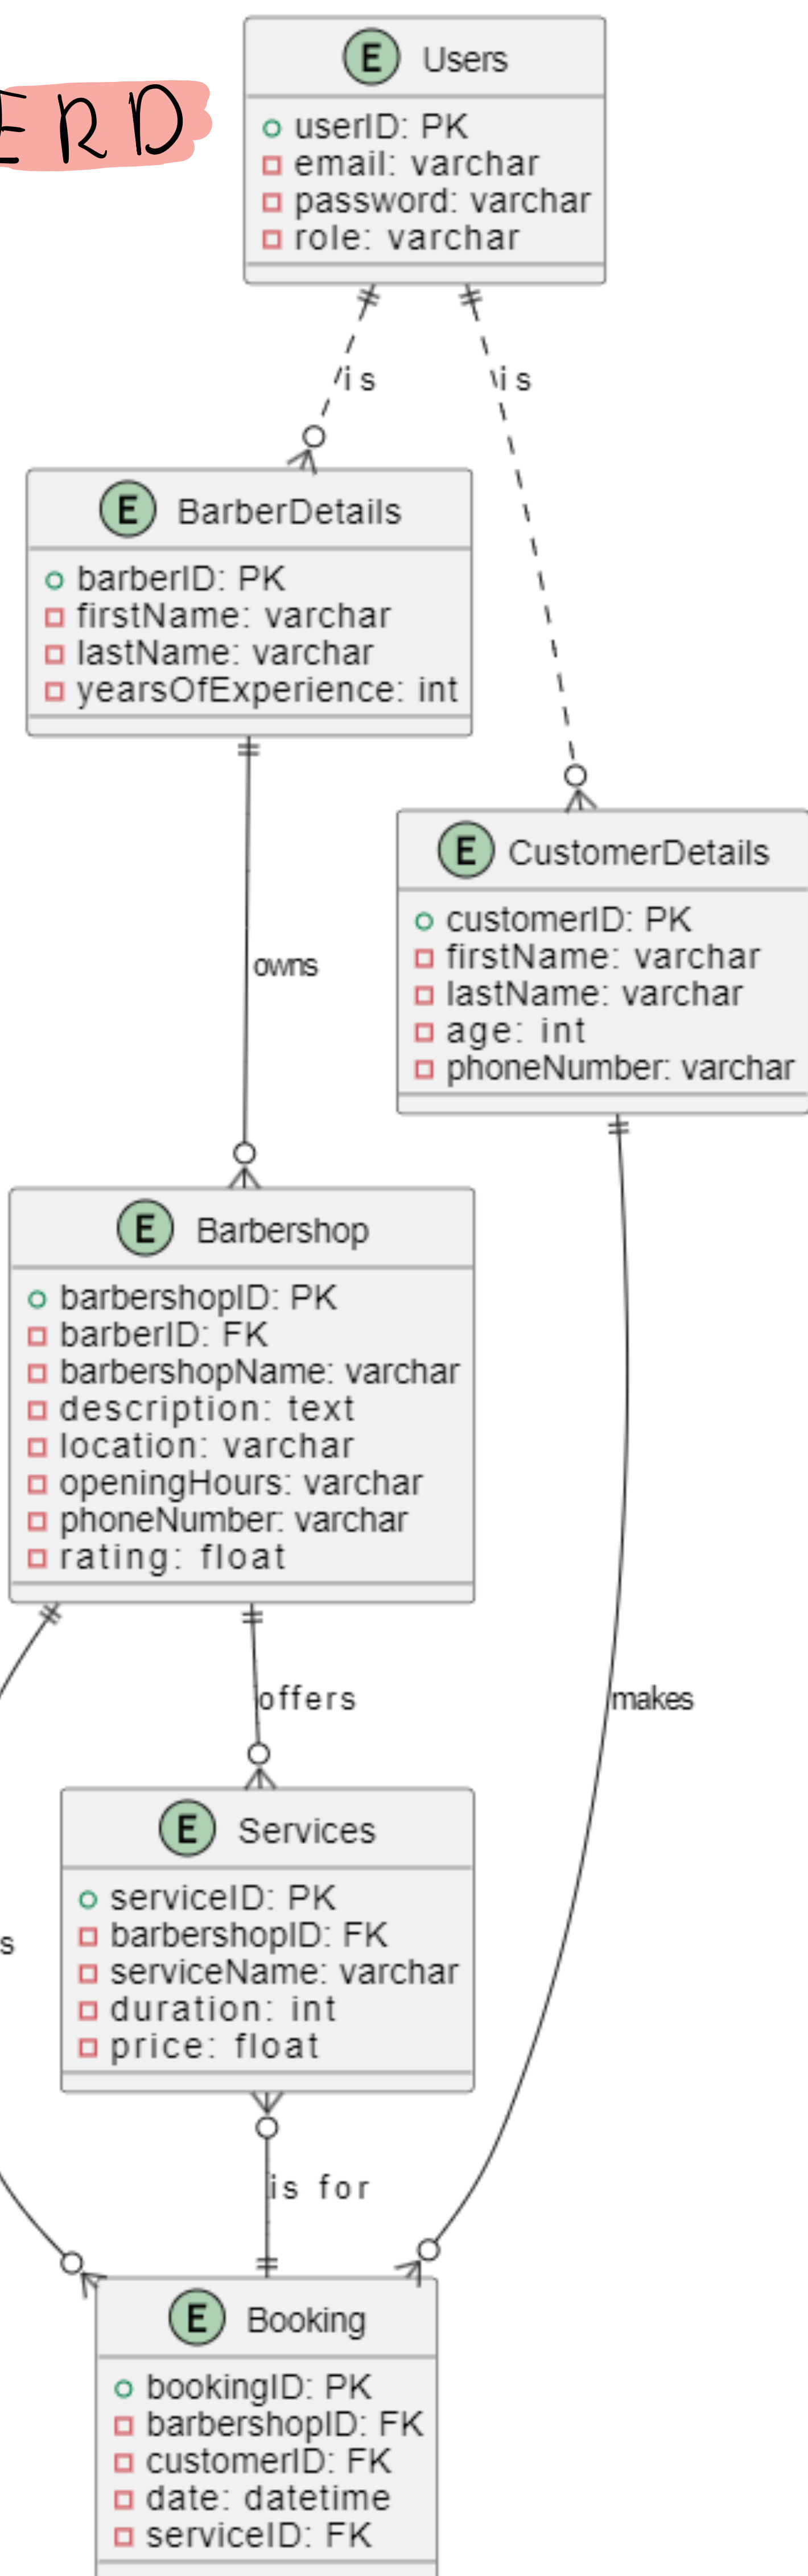 ERD
E Users
userID: PK
email: varchar
password: varchar
role: varchar
is
is
E BarberDetails
barberID: PK
firstName: varchar
lastName: varchar
yearsOfExperience: int
E CustomerDetails
customerID: PK
firstName: varchar
lastName: varchar
age: int
phoneNumber: varchar
owns
E Barbershop
barbershopID: PK
barberID: FK
barbershopName: varchar
description: text
location: varchar
openingHours: varchar
phoneNumber: varchar
rating: float
offers
makes
E Services
serviceID: PK
barbershopID: FK
serviceName: varchar
duration: int
price: float
s
is for
E Booking
bookingID: PK
barbershopID: FK
customerID: FK
date: datetime
serviceID: FK